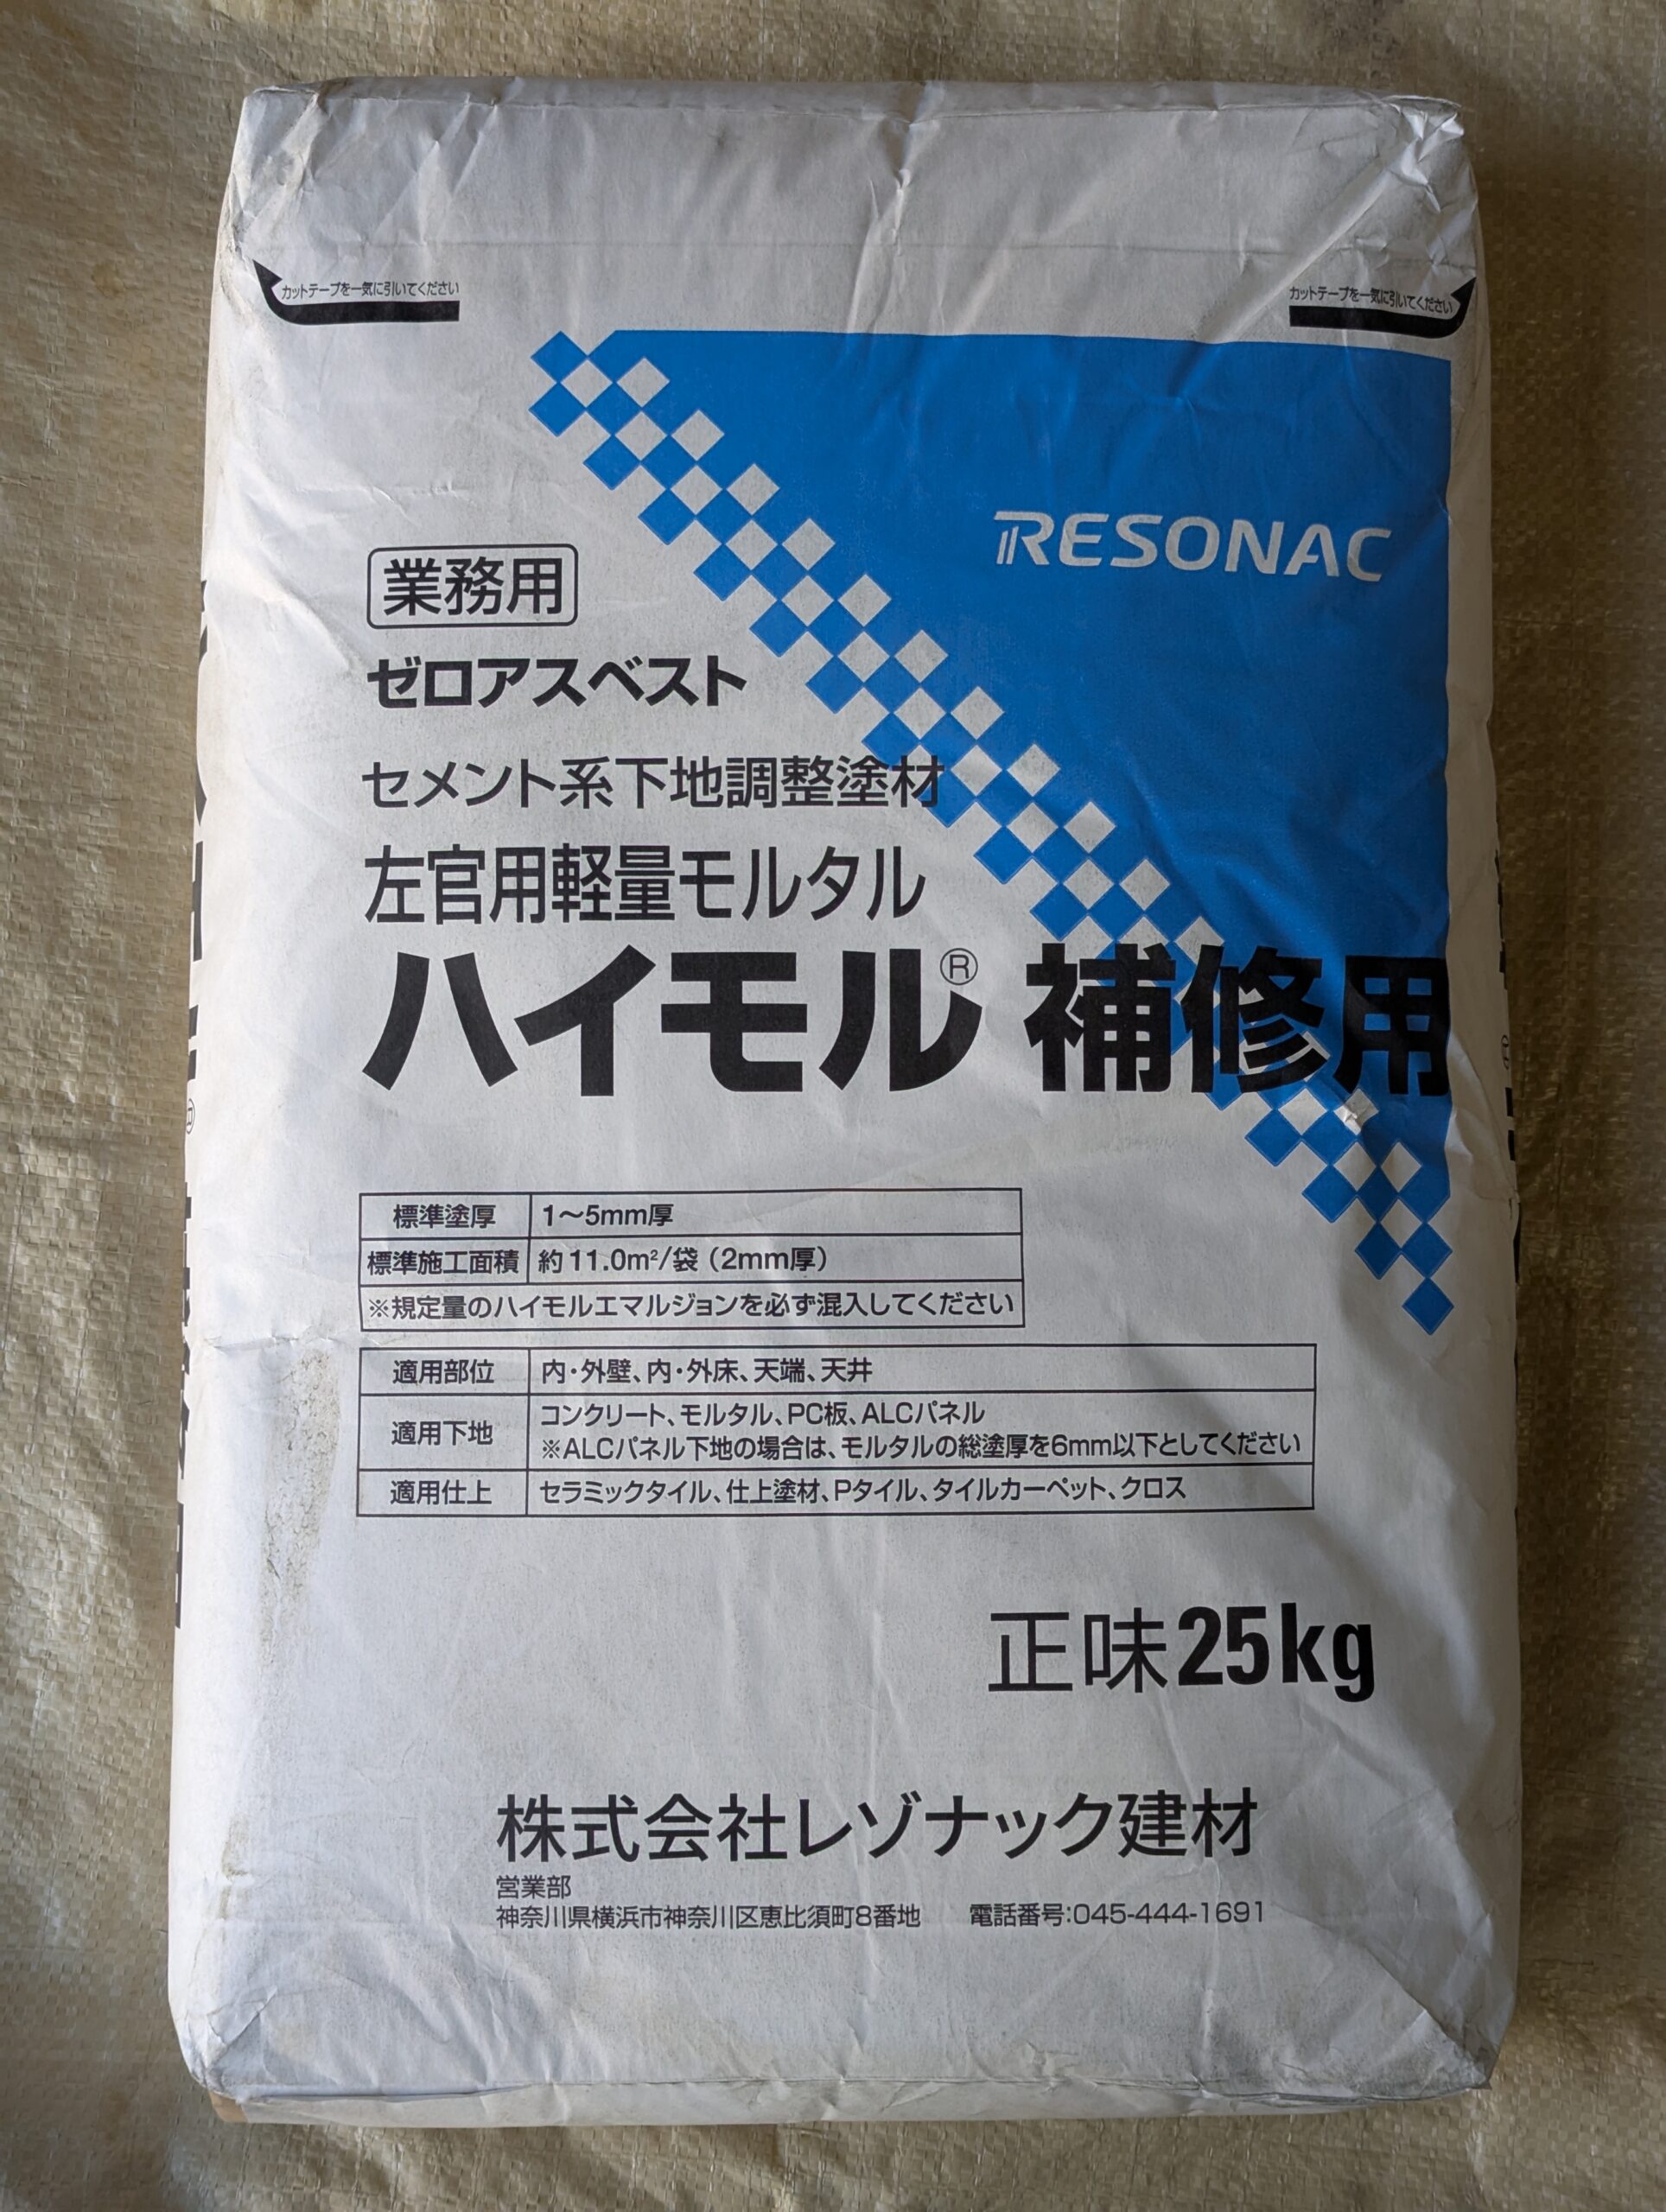 カットテープを一気に引いてください
カットテープを一気に引いてください
RESONAC
業務用
ゼロアスベスト
セメント系下地調整塗材
左官用軽量モルタル
ハイモル® 補修用
標準塗厚 1～5mm厚
標準施工面積 約11.0m²/袋（2mm厚）
※規定量のハイモルエマルジョンを必ず混入してください
適用部位 内・外壁、内・外床、天端、天井
適用下地 コンクリート、モルタル、PC板、ALCパネル
※ALCパネル下地の場合は、モルタルの総塗厚を6mm以下としてください
適用仕上 セラミックタイル、仕上塗材、Pタイル、タイルカーペット、クロス
正味25kg
株式会社レゾナック建材
営業部
神奈川県横浜市神奈川区恵比須町8番地 電話番号:045-444-1691